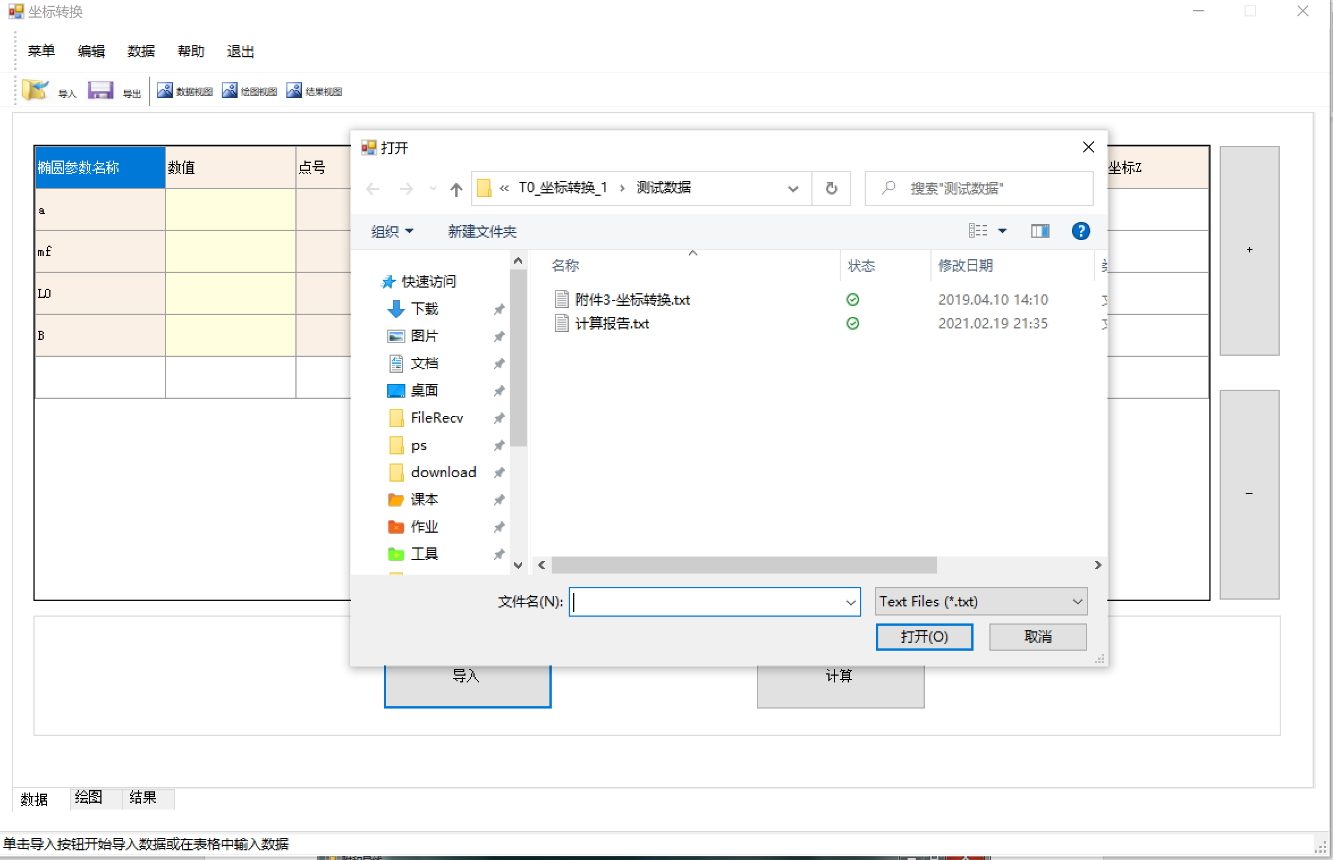 坐标转换
菜单 编辑 数据 帮助 退出
导入 导出 数据视图 绘图视图 结果视图
椭圆参数名称 数值 点号 坐标Z
a
mf
L0
B
+
-
打开
« T0_坐标转换_1 › 测试数据
搜索"测试数据"
组织 新建文件夹
?
名称 状态 修改日期
附件3-坐标转换.txt 2019.04.10 14:10
计算报告.txt 2021.02.19 21:35
快速访问
下载
图片
文档
桌面
FileRecv
ps
download
课本
作业
工具
文件名(N): Text Files (*.txt)
打开(O) 取消
导入 计算
数据 绘图 结果
单击导入按钮开始导入数据或在表格中输入数据